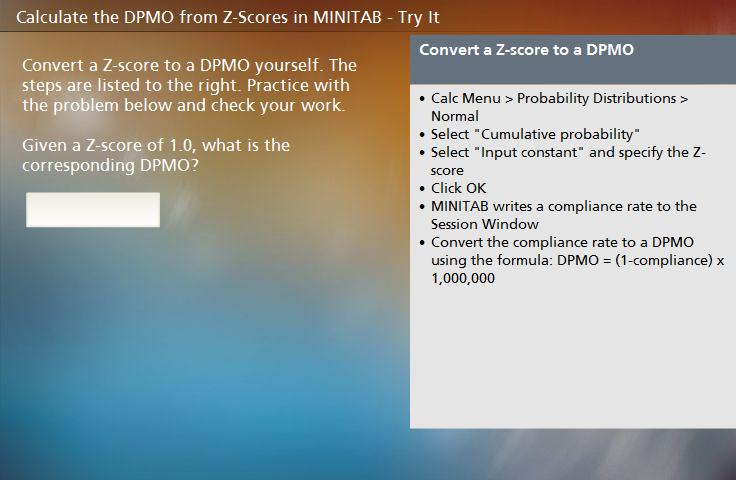 Calculate the DPMO from Z-Scores in MINITAB - Try It
Convert a Z-score to a DPMO yourself. The
steps are listed to the right. Practice with
the problem below and check your work.
Given a Z-score of 1.0, what is the
corresponding DPMO?
Convert a Z-score to a DPMO
• Calc Menu > Probability Distributions >
Normal
• Select "Cumulative probability"
• Select "Input constant" and specify the Z-
score
• Click OK
• MINITAB writes a compliance rate to the
Session Window
• Convert the compliance rate to a DPMO
using the formula: DPMO = (1-compliance) x
1,000,000